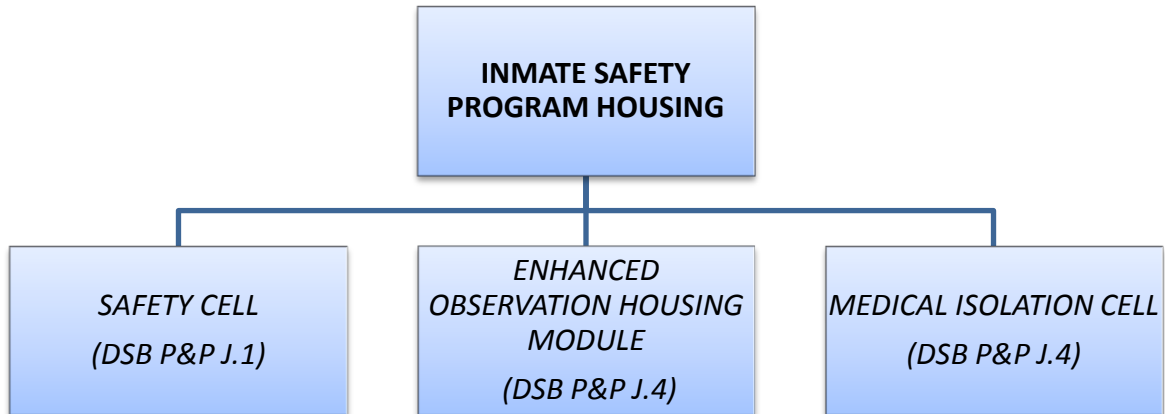 INMATE SAFETY
PROGRAM HOUSING
SAFETY CELL
(DSB P&P J.1)
ENHANCED
OBSERVATION HOUSING
MODULE
(DSB P&P J.4)
MEDICAL ISOLATION CELL
(DSB P&P J.4)